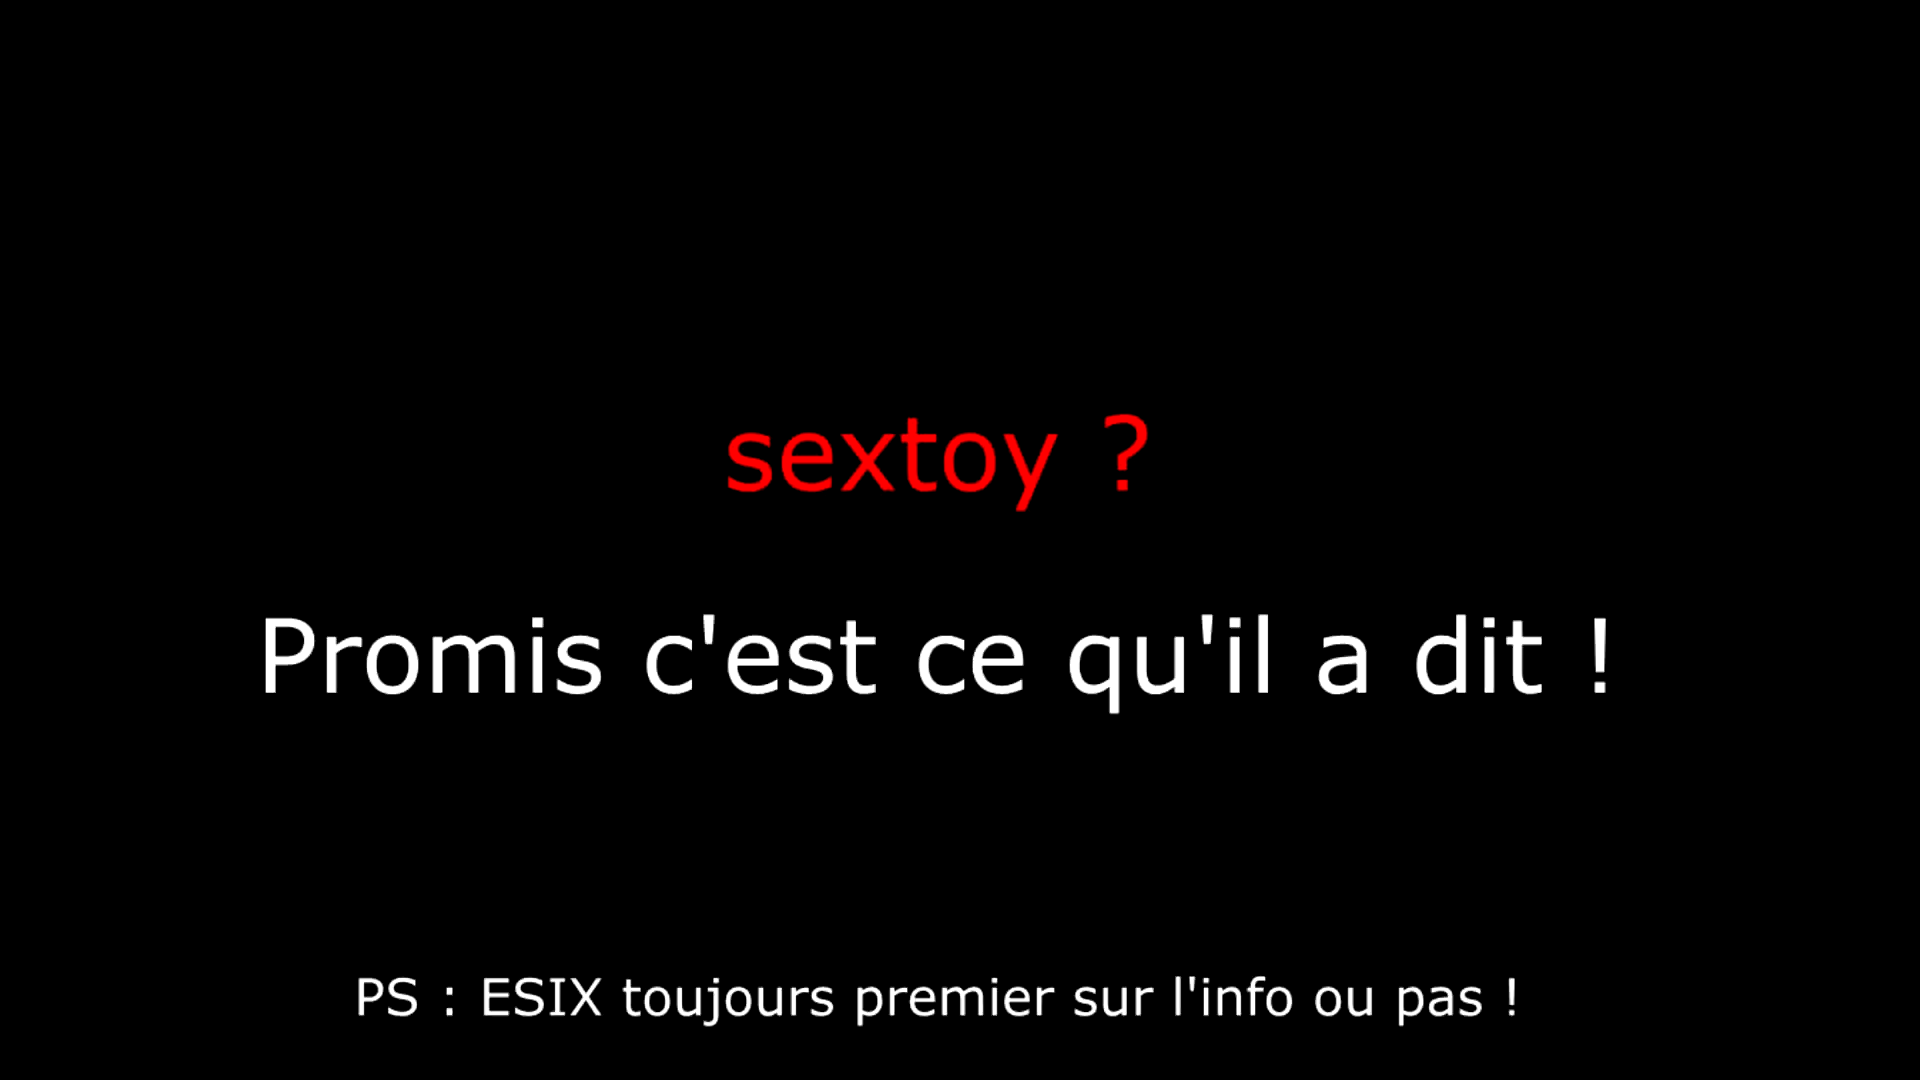 sextoy ?
Promis c'est ce qu'il a dit !
PS : ESIX toujours premier sur l'info ou pas !